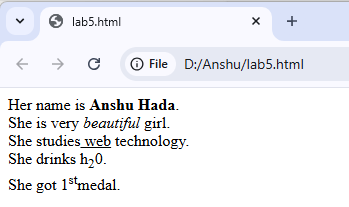 lab5.html
File D:/Anshu/lab5.html
Her name is Anshu Hada.
She is very beautiful girl.
She studies web technology.
She drinks h₂0.
She got 1ˢᵗmedal.